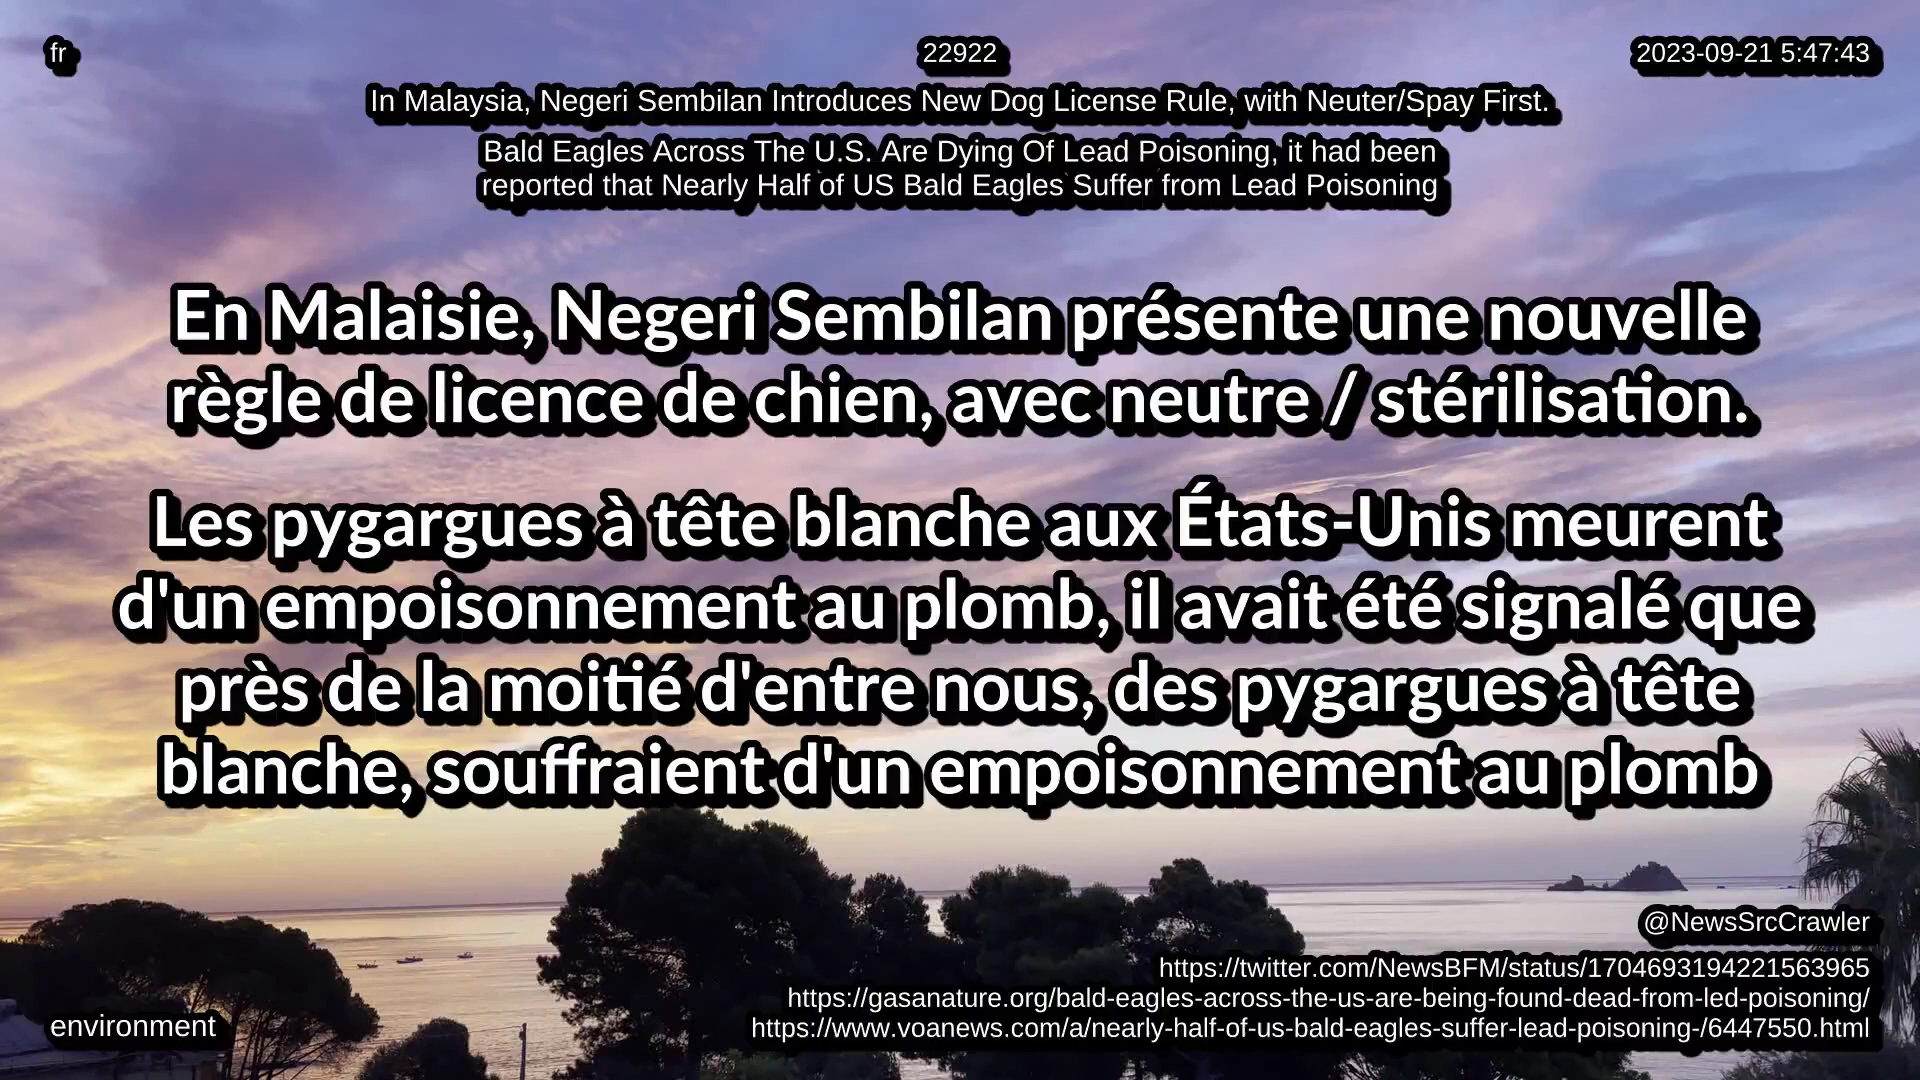 fr
22922
2023-09-21 5:47:43
In Malaysia, Negeri Sembilan Introduces New Dog License Rule, with Neuter/Spay First.
Bald Eagles Across The U.S. Are Dying Of Lead Poisoning, it had been
reported that Nearly Half of US Bald Eagles Suffer from Lead Poisoning
En Malaisie, Negeri Sembilan présente une nouvelle
règle de licence de chien, avec neutre / stérilisation.
Les pygargues à tête blanche aux États-Unis meurent
d'un empoisonnement au plomb, il avait été signalé que
près de la moitié d'entre nous, des pygargues à tête
blanche, souffraient d'un empoisonnement au plomb
@NewsSrcCrawler
https://twitter.com/NewsBFM/status/1704693194221563965
https://gasanature.org/bald-eagles-across-the-us-are-being-found-dead-from-led-poisoning/
https://www.voanews.com/a/nearly-half-of-us-bald-eagles-suffer-lead-poisoning-/6447550.html
environment